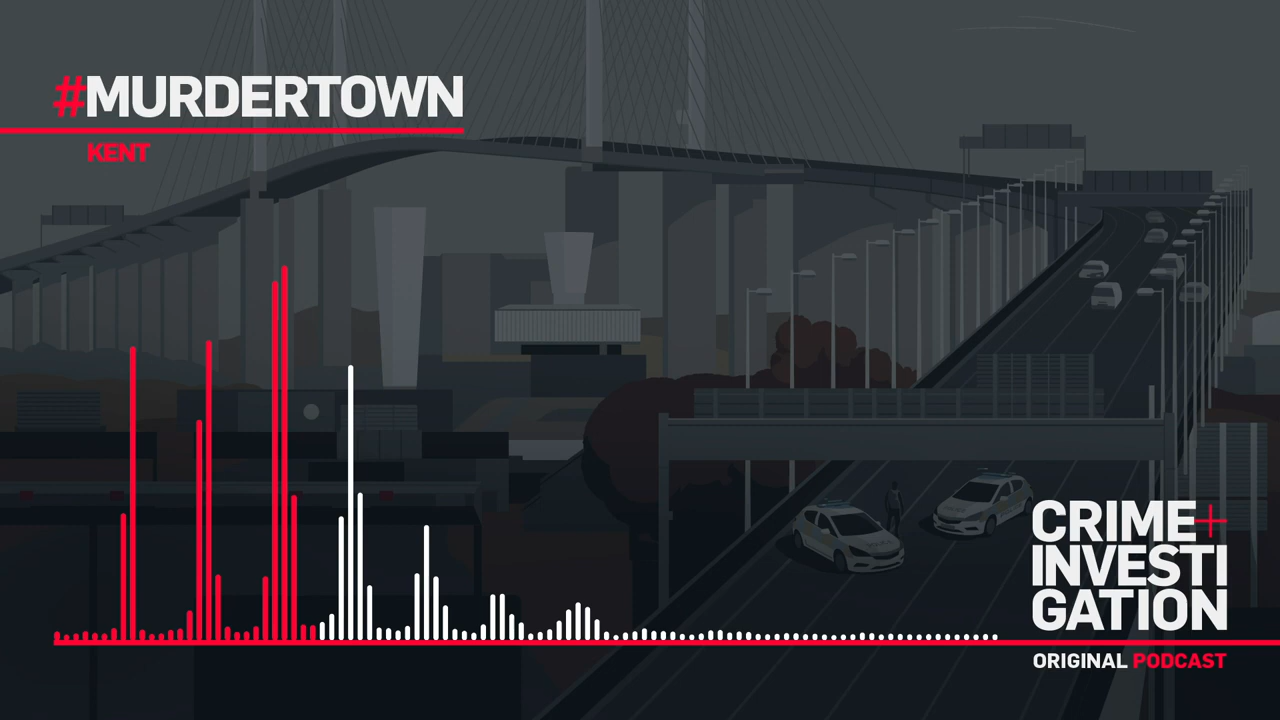 #MURDERTOWN
KENT
CRIME+
INVESTI
GATION
ORIGINAL PODCAST